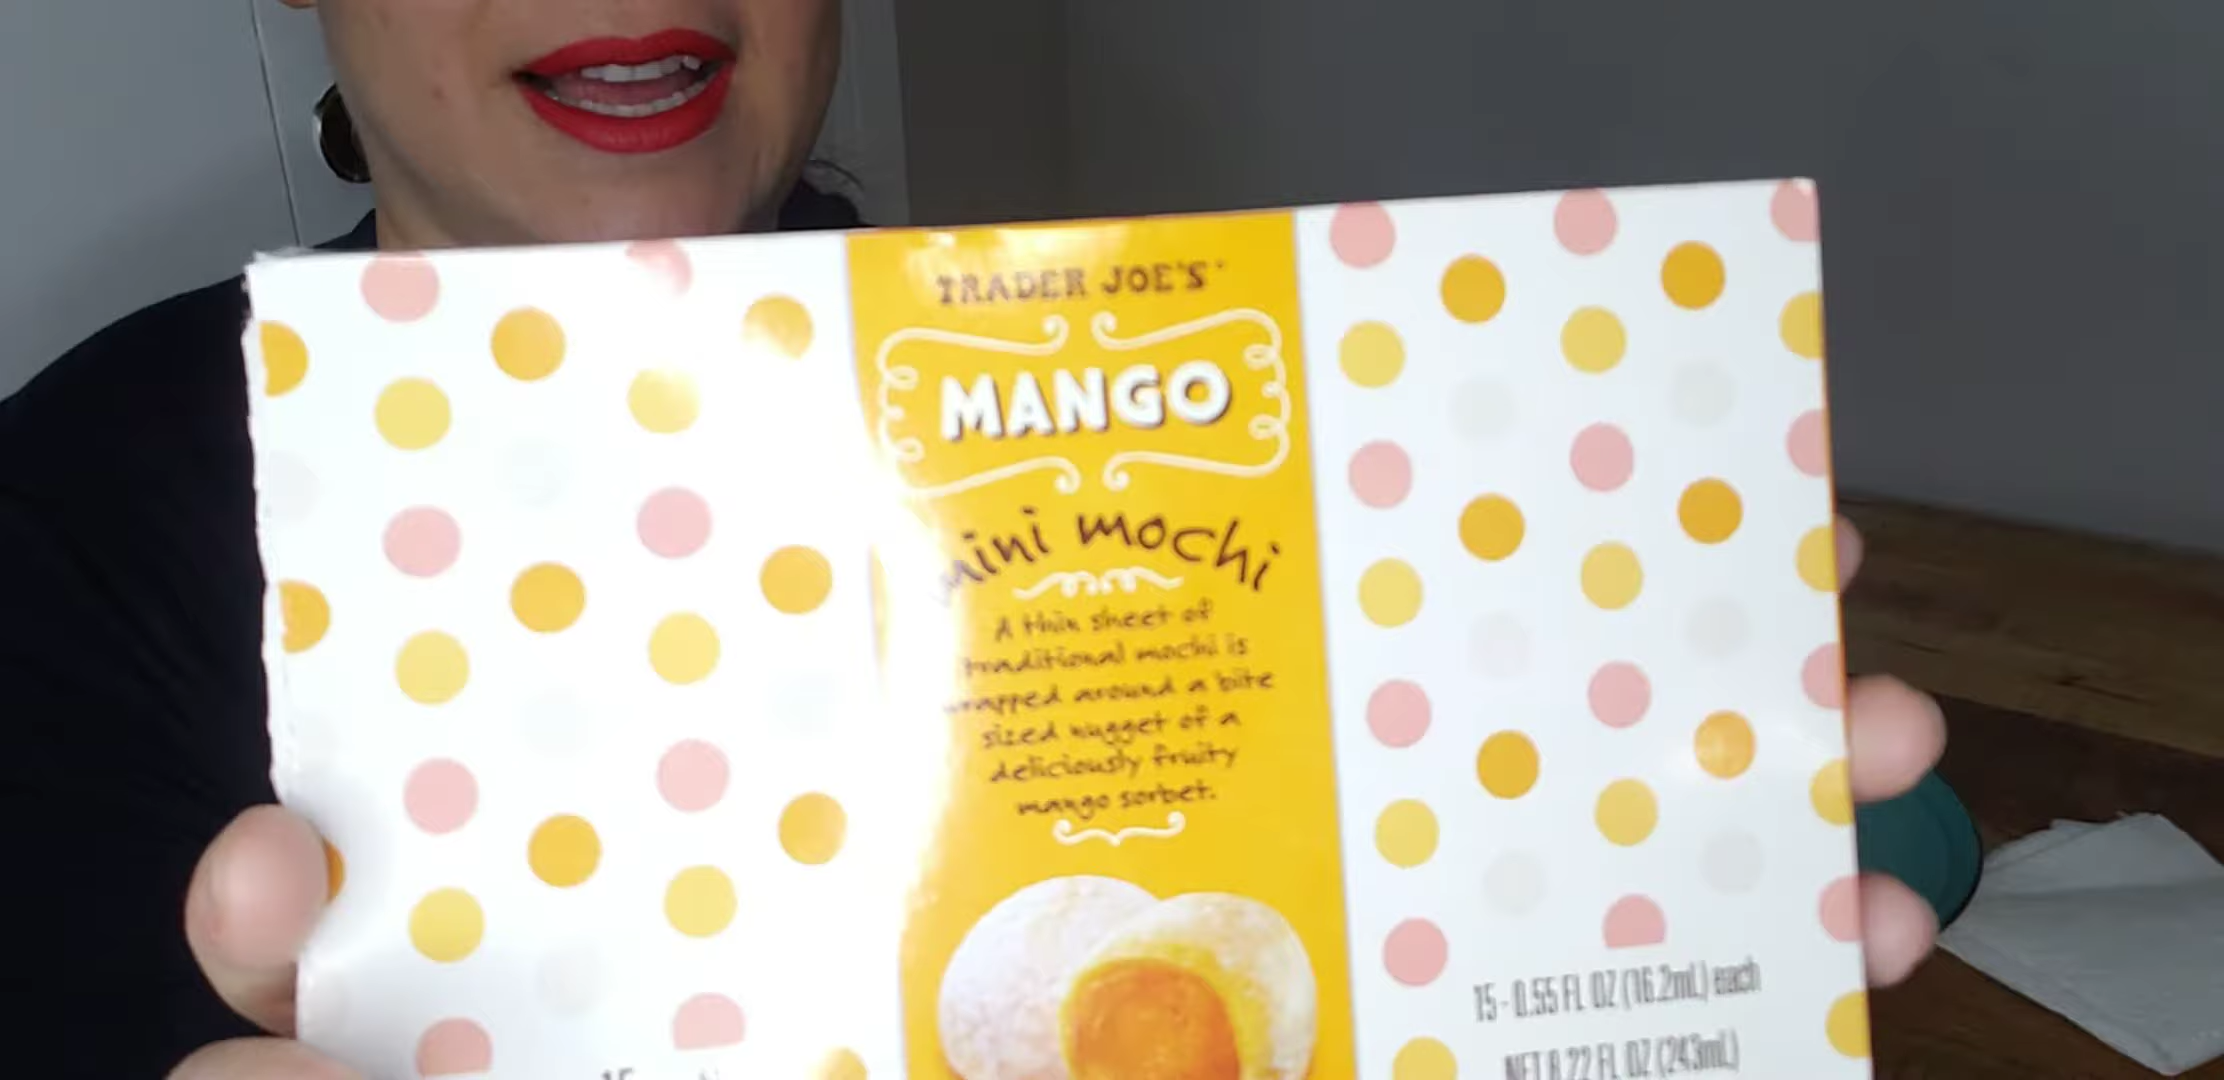 TRADER JOE'S
MANGO
mini mochi
A thin sheet of
traditional mochi is
wrapped around a bite
sized nugget of a
deliciously fruity
mango sorbet.
15 - 0.55 FL OZ (16.2mL) each
NET 8.22 FL OZ (243mL)
15